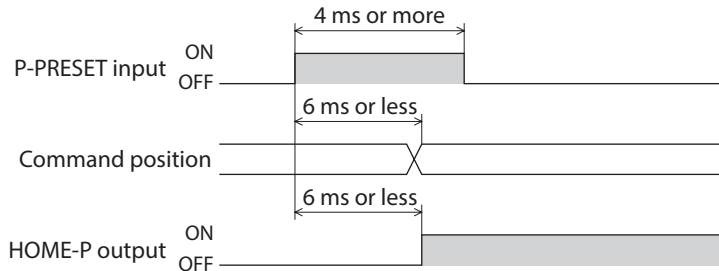 4 ms or more
P-PRESET input
ON
OFF
6 ms or less
Command position
6 ms or less
HOME-P output
ON
OFF